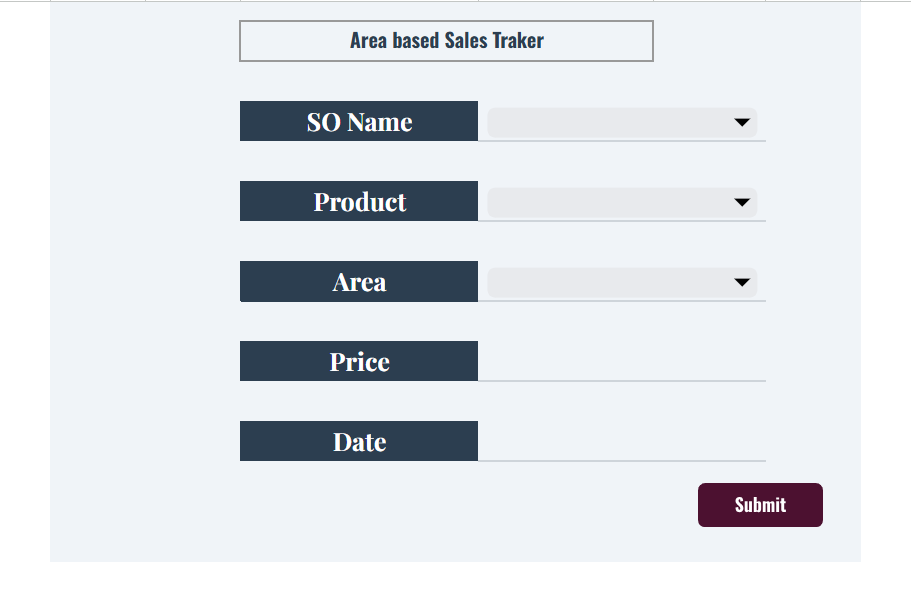 Area based Sales Traker
SO Name
Product
Area
Price
Date
Submit